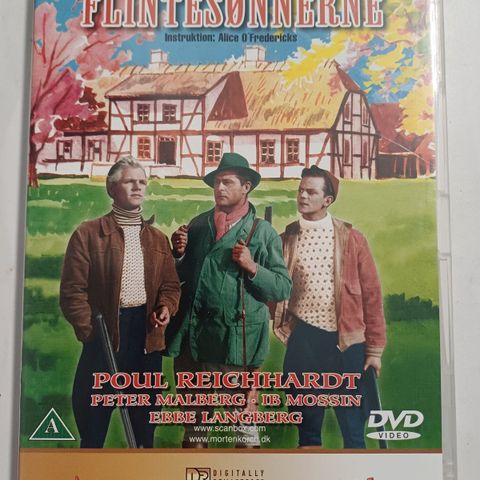 FLINTESØNNERNE
Instruktion: Alice O'Fredericks
POUL REICHHARDT
PETER MALBERG · IB MOSSIN
EBBE LANGBERG
www.scanbox.com
www.mortenkorch.dk
A
DVD
VIDEO
DIGITALLY